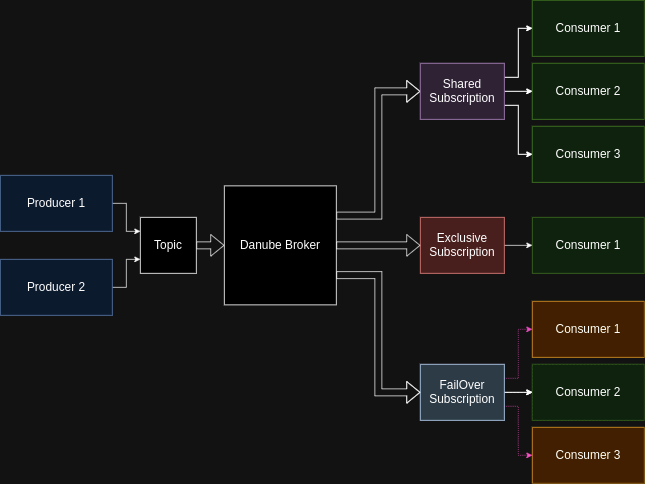 Producer 1
Producer 2
Topic
Danube Broker
Shared
Subscription
Consumer 1
Consumer 2
Consumer 3
Exclusive
Subscription
Consumer 1
FailOver
Subscription
Consumer 1
Consumer 2
Consumer 3